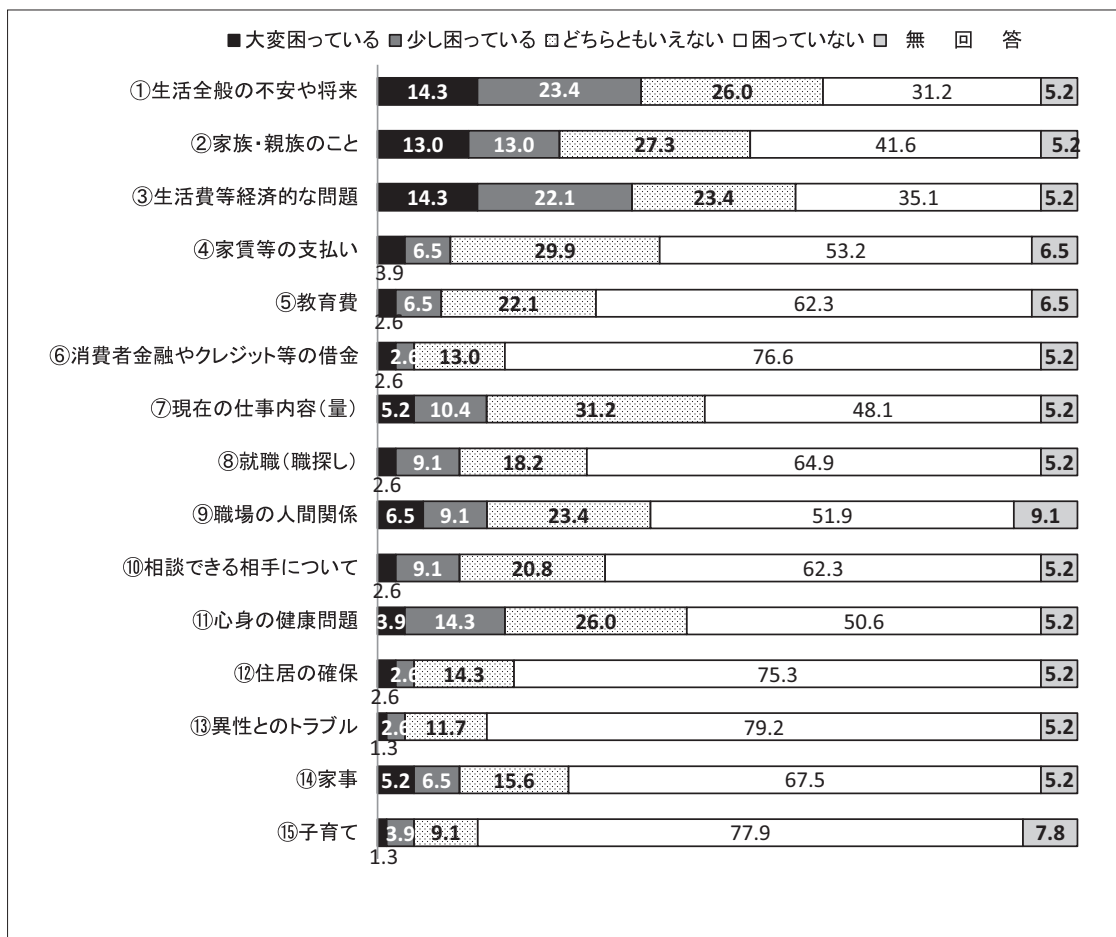 ■大変困っている ■少し困っている □どちらともいえない □困っていない □ 無 回 答
①生活全般の不安や将来 14.3 23.4 26.0 31.2 5.2
②家族・親族のこと 13.0 13.0 27.3 41.6 5.2
③生活費等経済的な問題 14.3 22.1 23.4 35.1 5.2
④家賃等の支払い 6.5 29.9 53.2 6.5
3.9
⑤教育費 6.5 22.1 62.3 6.5
2.6
⑥消費者金融やクレジット等の借金 2.6 13.0 76.6 5.2
2.6
⑦現在の仕事内容(量) 5.2 10.4 31.2 48.1 5.2
⑧就職(職探し) 9.1 18.2 64.9 5.2
2.6
⑨職場の人間関係 6.5 9.1 23.4 51.9 9.1
⑩相談できる相手について 9.1 20.8 62.3 5.2
2.6
⑪心身の健康問題 3.9 14.3 26.0 50.6 5.2
⑫住居の確保 2.6 14.3 75.3 5.2
2.6
⑬異性とのトラブル 2.6 11.7 79.2 5.2
1.3
⑭家事 5.2 6.5 15.6 67.5 5.2
⑮子育て 3.9 9.1 77.9 7.8
1.3